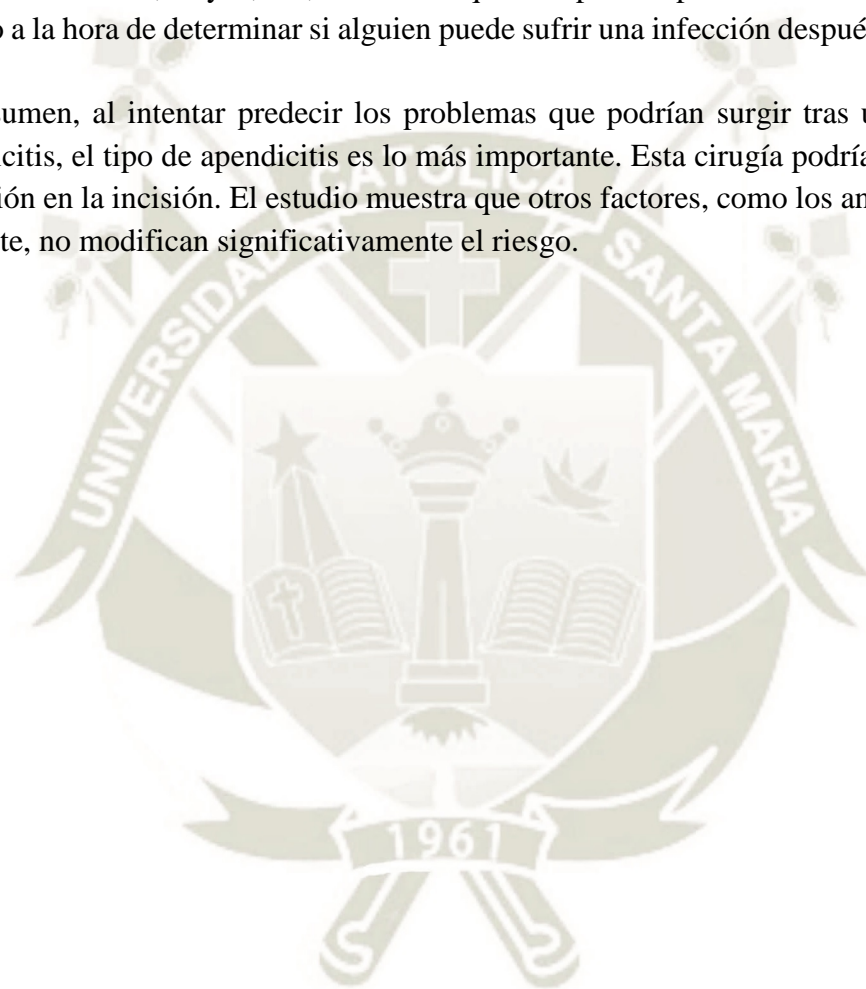 o a la hora de determinar si alguien puede sufrir una infección despué
sumen, al intentar predecir los problemas que podrían surgir tras u
icitis, el tipo de apendicitis es lo más importante. Esta cirugía podría
ión en la incisión. El estudio muestra que otros factores, como los an
te, no modifican significativamente el riesgo.
UNIVERSIDAD CATOLICA SANTA MARIA
1961